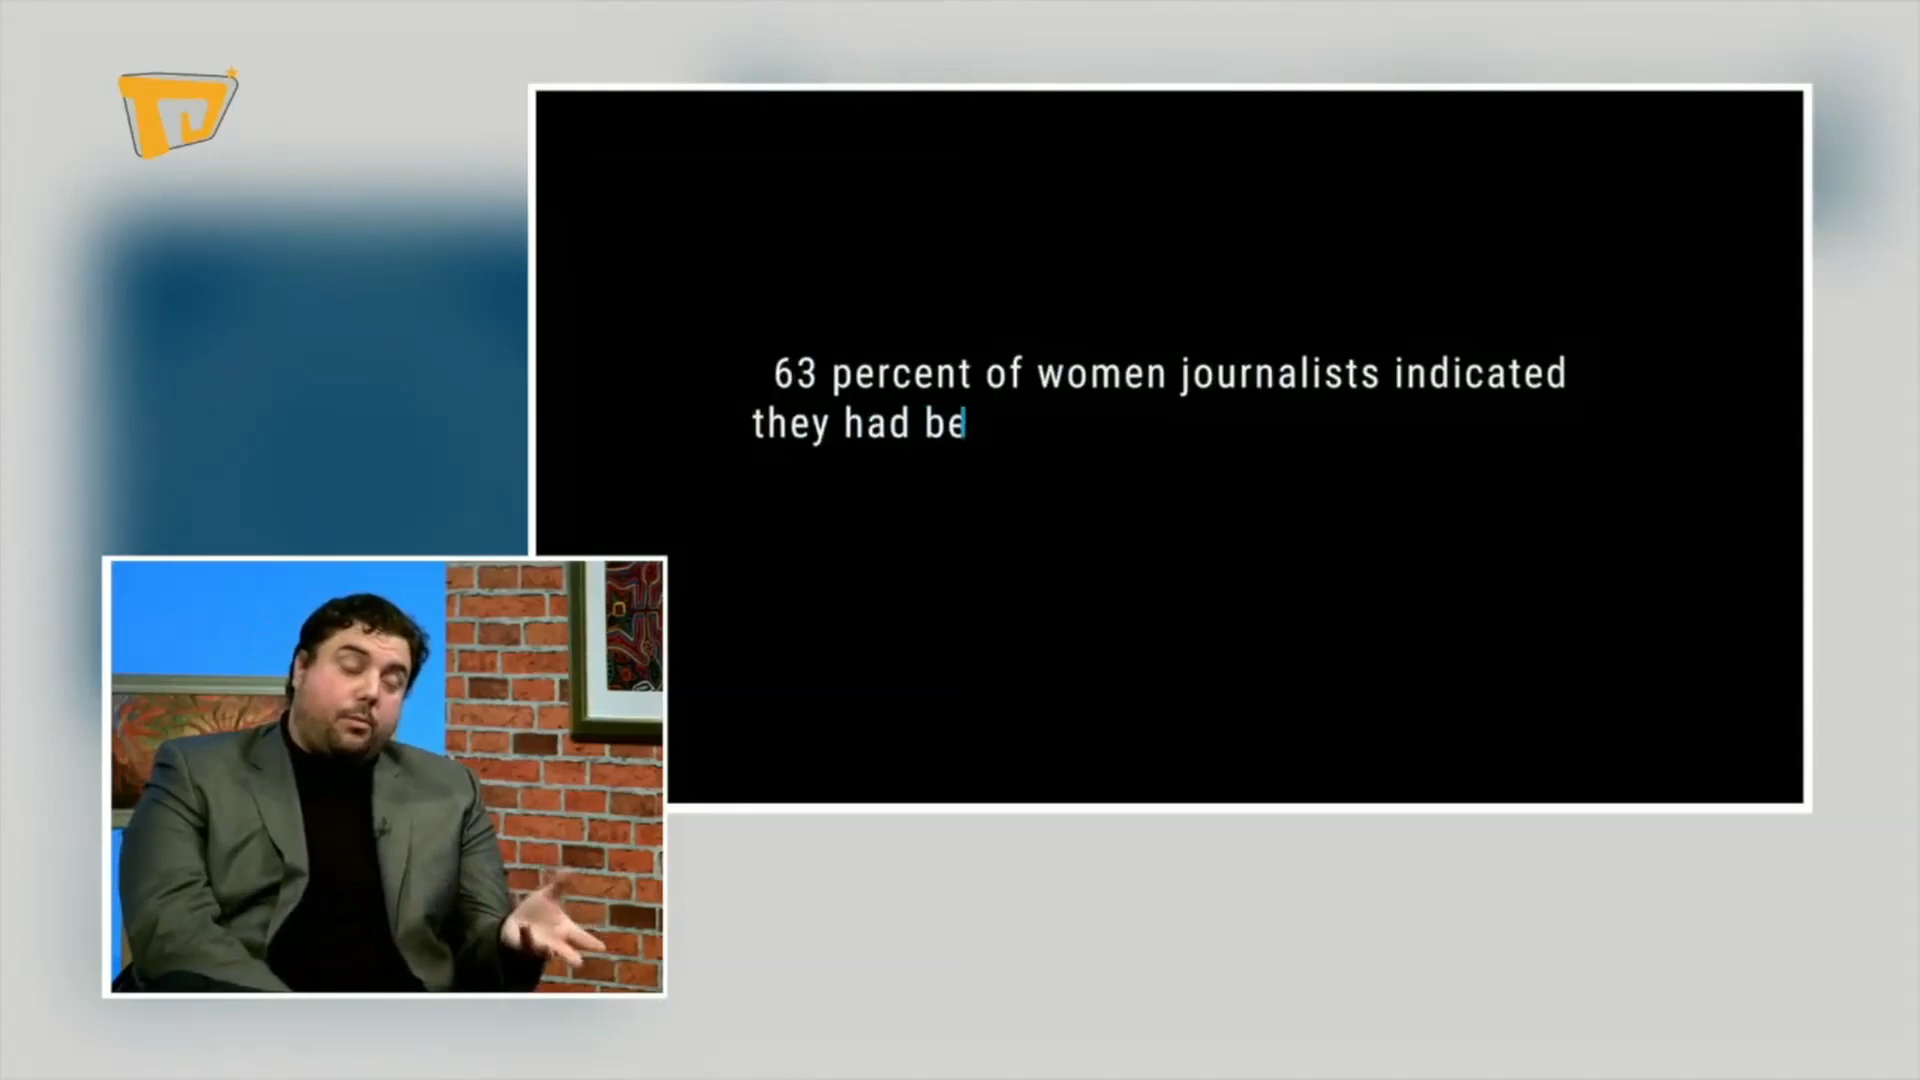 63 percent of women journalists indicated
they had be